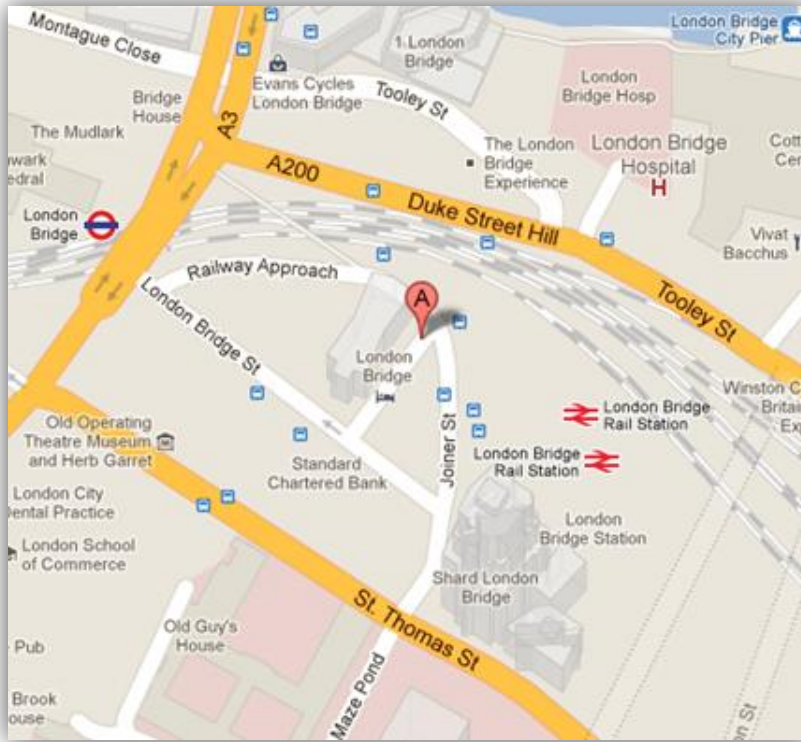 Montague Close
London Bridge
City Pier
1 London
Bridge
Evans Cycles
London Bridge
London
Bridge Hosp
Bridge
House
A3
Tooley St
The Mudlark
The London
Bridge
Experience
London Bridge
Hospital
H
A200
Duke Street Hill
London
Bridge
Vivat
Bacchus
Railway Approach
A
Tooley St
London Bridge St
London
Bridge
London Bridge
Rail Station
Old Operating
Theatre Museum
and Herb Garret
Joiner St
London Bridge
Rail Station
Standard
Chartered Bank
London City
Dental Practice
London
Bridge Station
London School
of Commerce
Shard London
Bridge
St. Thomas St
Old Guy's
House
Pub
Maze Pond
Brook